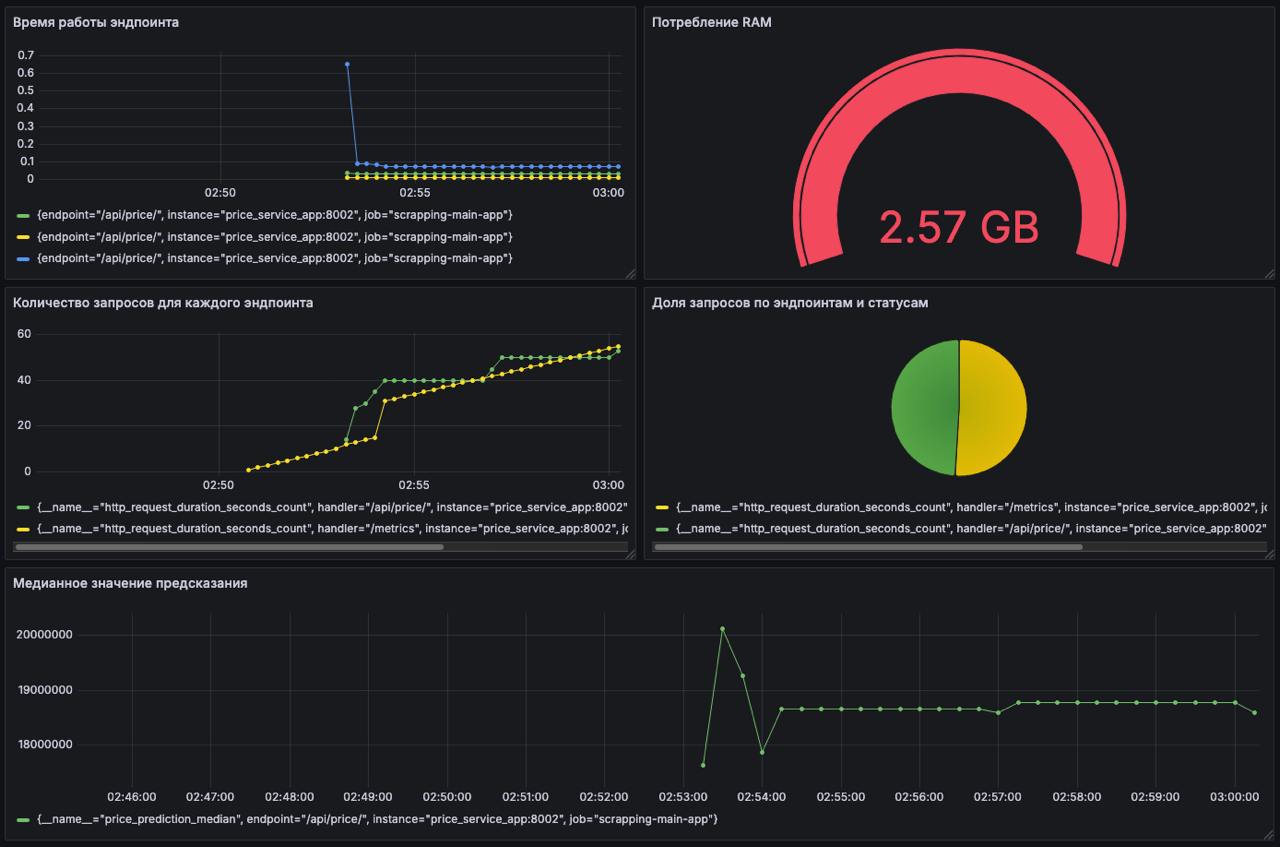 Время работы эндпоинта
0.7
0.6
0.5
0.4
0.3
0.2
0.1
0
02:50 02:55 03:00
{endpoint="/api/price/", instance="price_service_app:8002", job="scrapping-main-app"}
{endpoint="/api/price/", instance="price_service_app:8002", job="scrapping-main-app"}
{endpoint="/api/price/", instance="price_service_app:8002", job="scrapping-main-app"}
Потребление RAM
2.57 GB
Количество запросов для каждого эндпоинта
60
40
20
0
02:50 02:55 03:00
{__name__="http_request_duration_seconds_count", handler="/api/price/", instance="price_service_app:8002"
{__name__="http_request_duration_seconds_count", handler="/metrics", instance="price_service_app:8002", jo
Доля запросов по эндпоинтам и статусам
{__name__="http_request_duration_seconds_count", handler="/metrics", instance="price_service_app:8002", jo
{__name__="http_request_duration_seconds_count", handler="/api/price/", instance="price_service_app:8002"
Медианное значение предсказания
20000000
19000000
18000000
02:46:00 02:47:00 02:48:00 02:49:00 02:50:00 02:51:00 02:52:00 02:53:00 02:54:00 02:55:00 02:56:00 02:57:00 02:58:00 02:59:00 03:00:00
{__name__="price_prediction_median", endpoint="/api/price/", instance="price_service_app:8002", job="scrapping-main-app"}